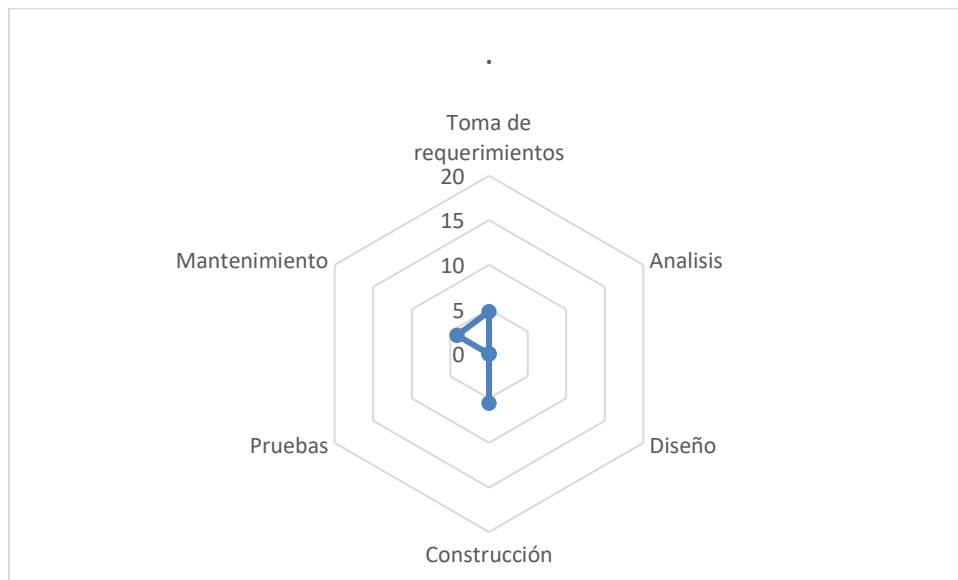 .
Toma de
requerimientos
20
15
10
5
0
Mantenimiento
Analisis
Pruebas
Diseño
Construcción